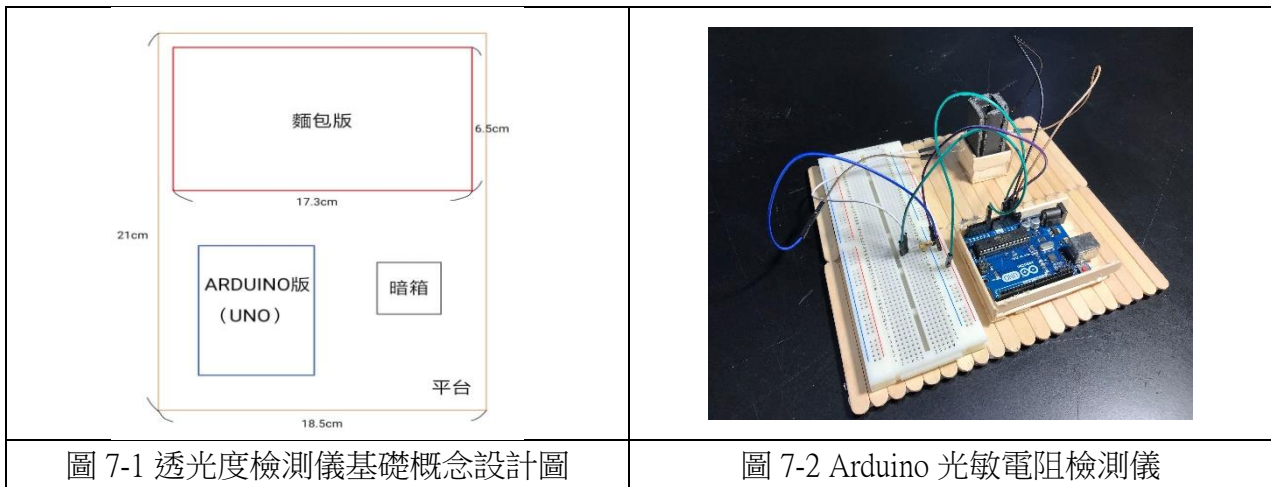 麵包版
6.5cm
17.3cm
21cm
ARDUINO版
(UNO)
暗箱
平台
18.5cm
圖 7-1 透光度檢測儀基礎概念設計圖
圖 7-2 Arduino 光敏電阻檢測儀